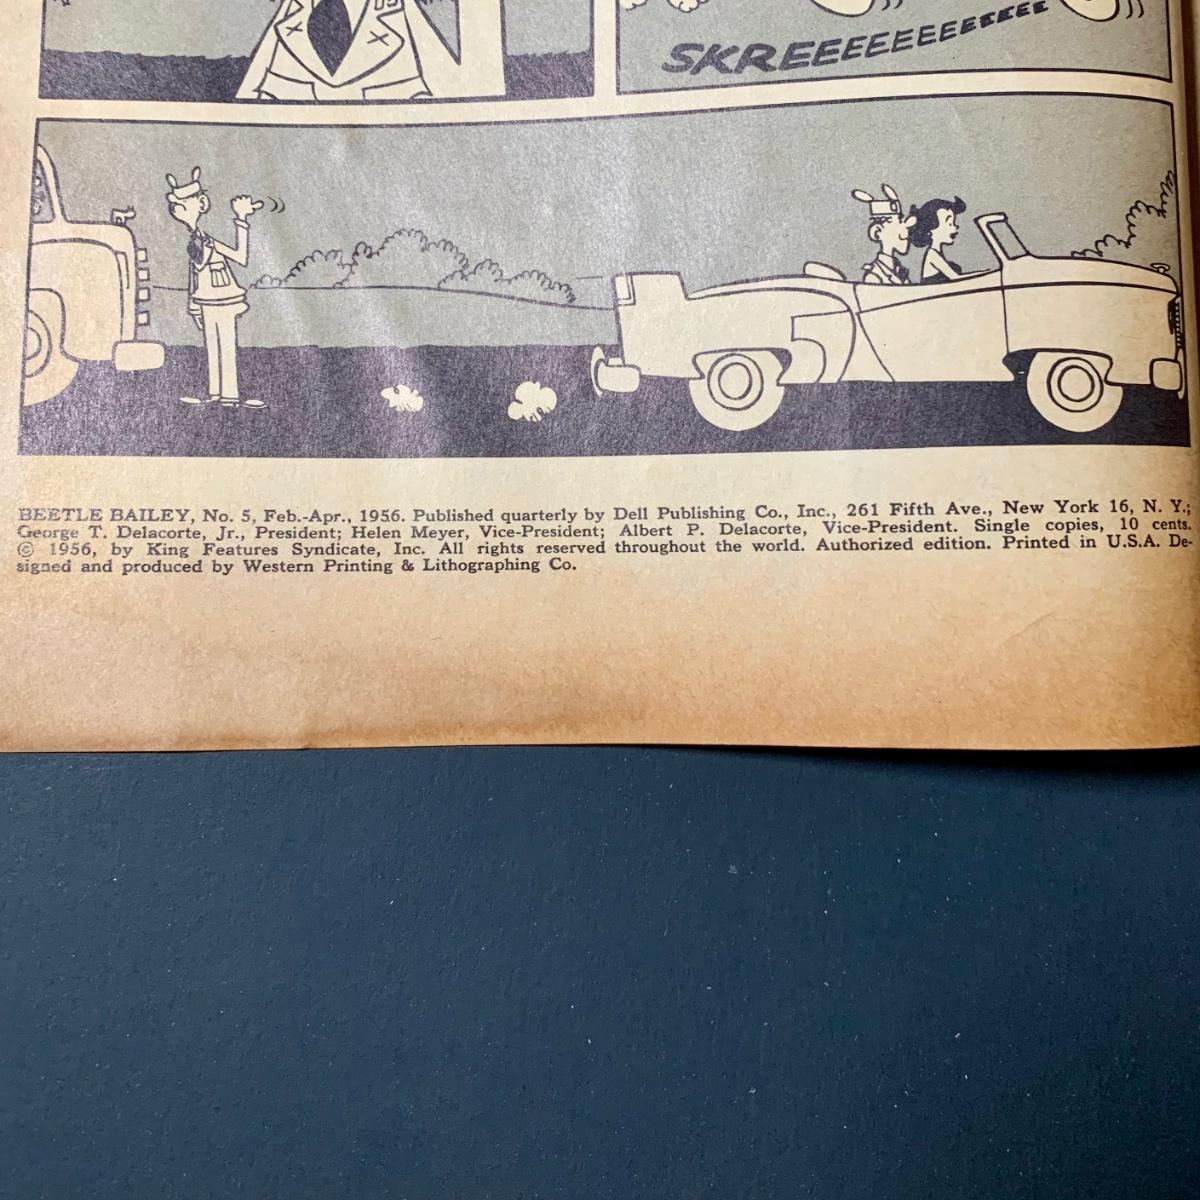 SKREEEEEEEEEEEEEEE
BEETLE BAILEY, No. 5, Feb.-Apr., 1956. Published quarterly by Dell Publishing Co., Inc., 261 Fifth Ave., New York 16, N. Y.;
George T. Delacorte, Jr., President; Helen Meyer, Vice-President; Albert P. Delacorte, Vice-President. Single copies, 10 cents.
© 1956, by King Features Syndicate, Inc. All rights reserved throughout the world. Authorized edition. Printed in U.S.A. De-
signed and produced by Western Printing & Lithographing Co.